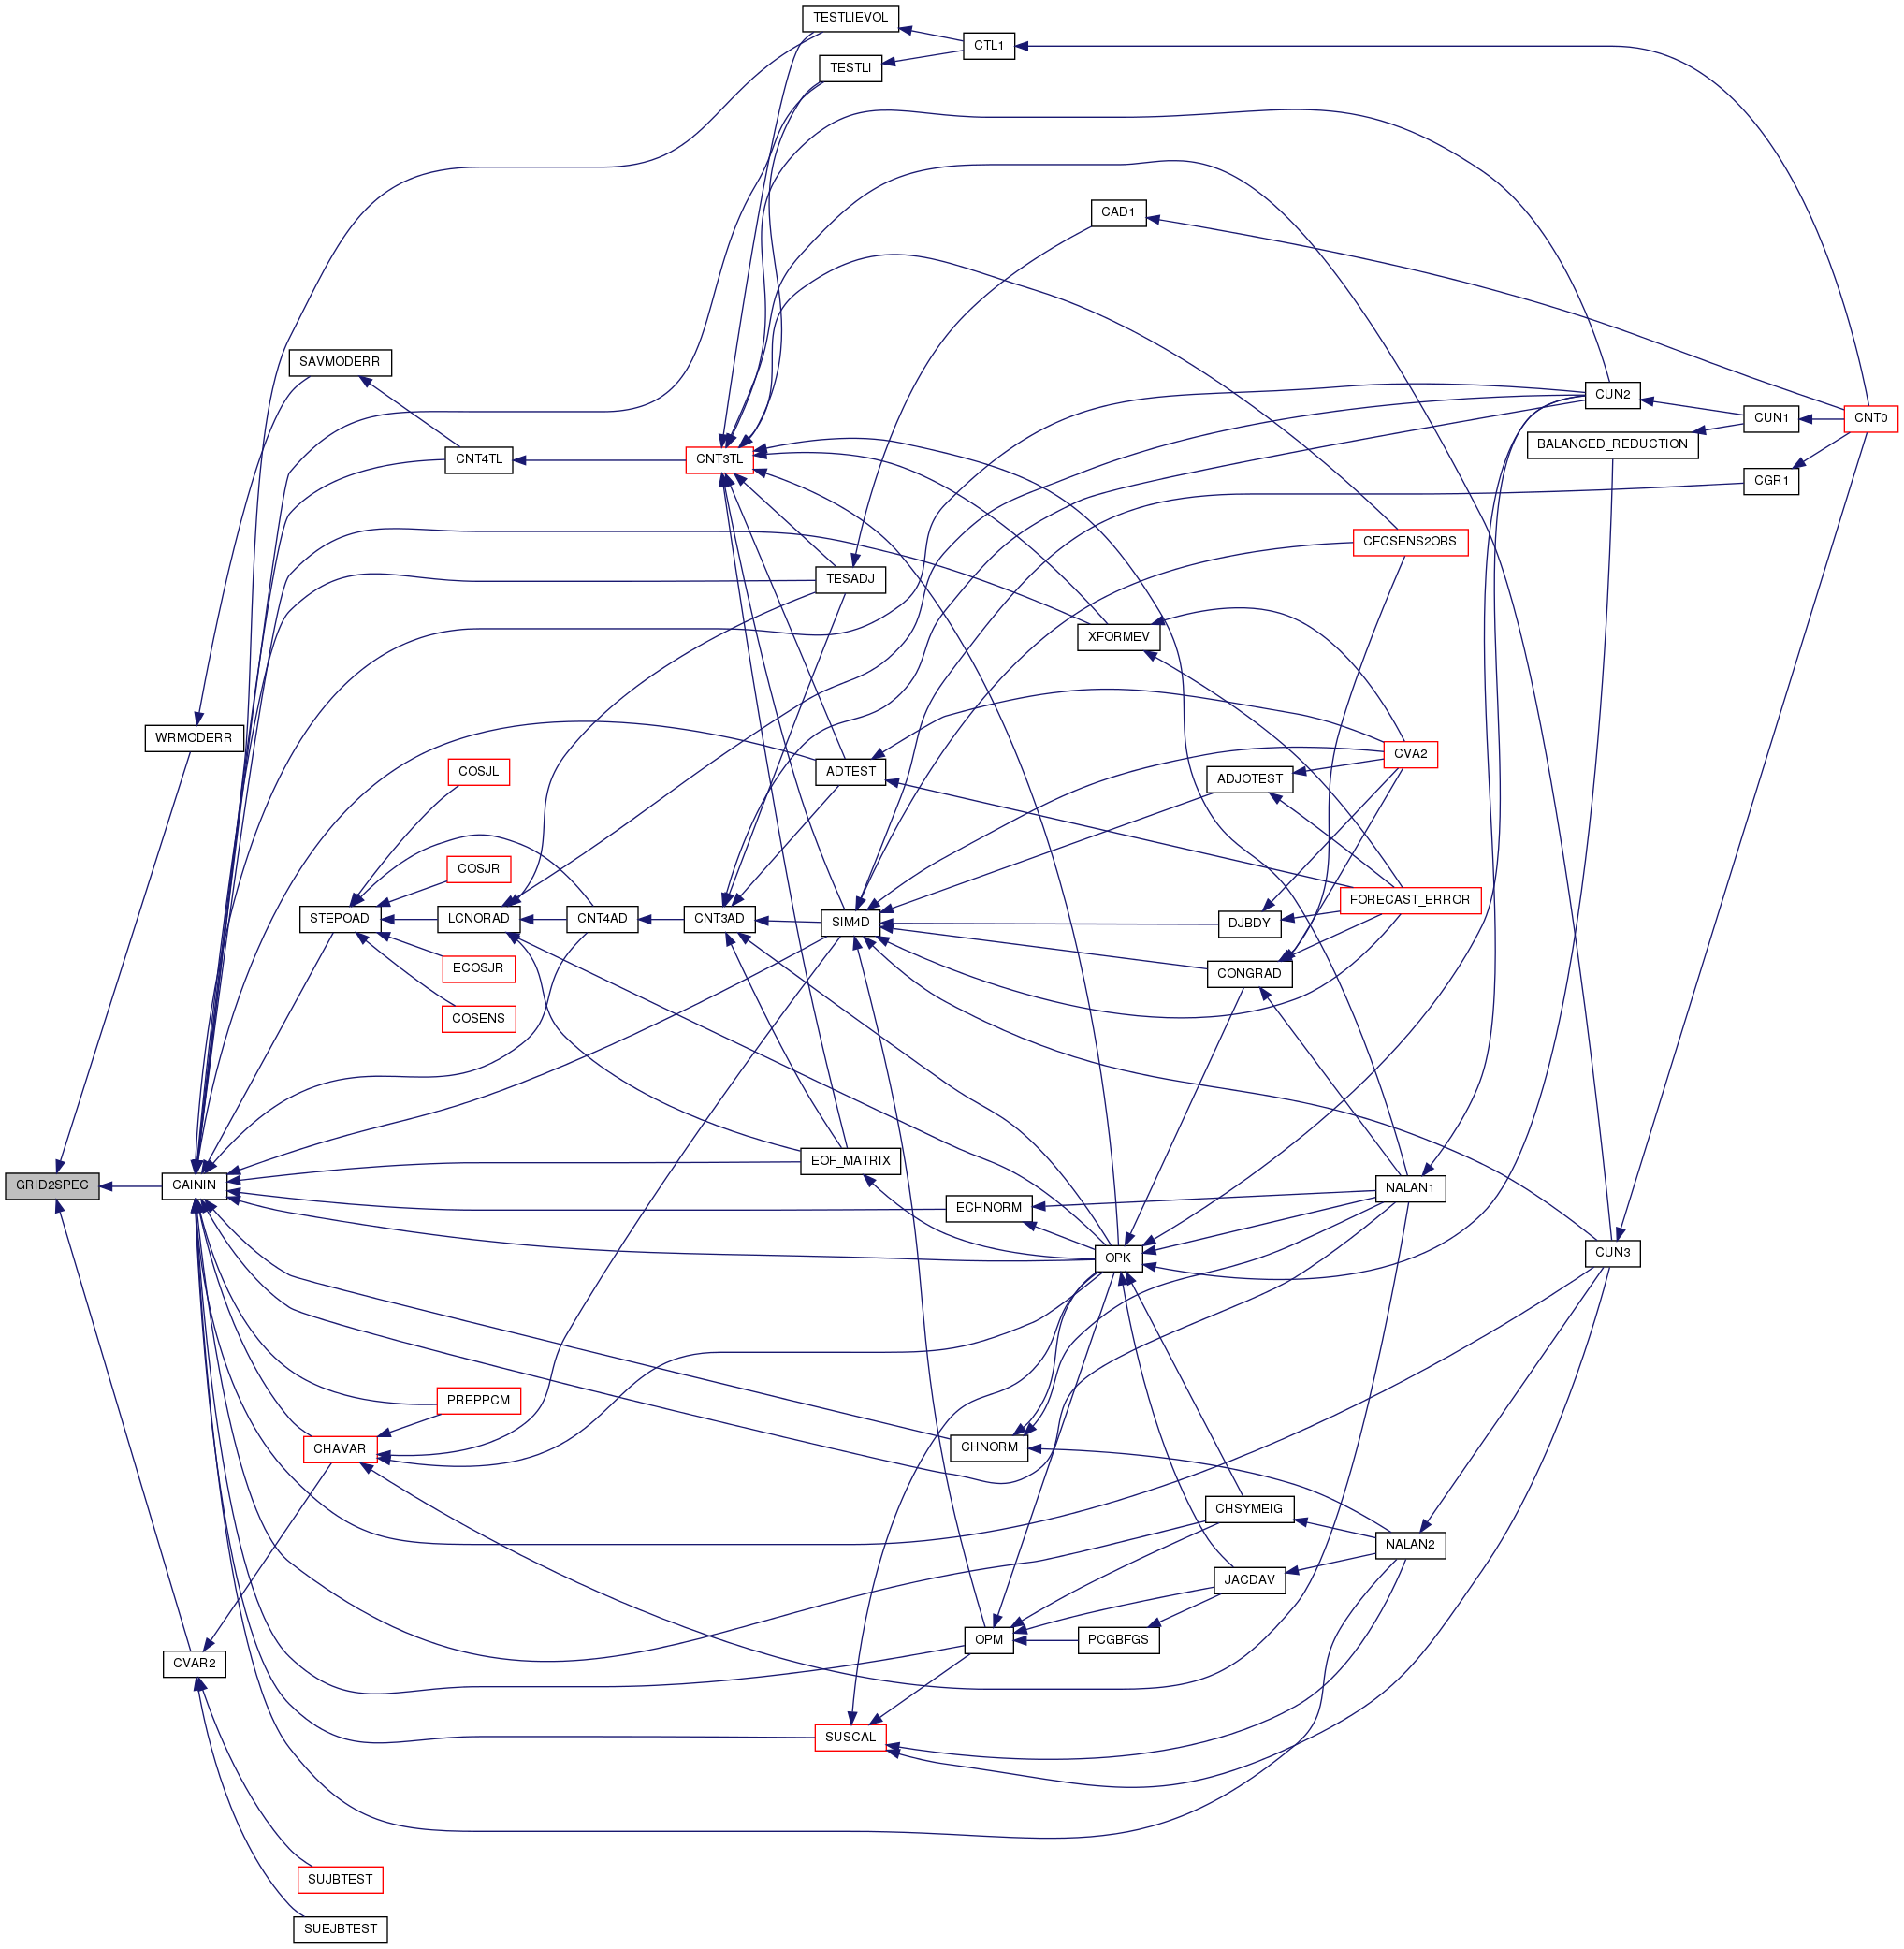 TESTLIEVOL
CTL1
TESTLI
CAD1
SAVMODERR
CUN2
CUN1
CNT0
BALANCED_REDUCTION
CNT4TL
CNT3TL
CGR1
CFCSENS2OBS
TESADJ
XFORMEV
WRMODERR
CVA2
COSJL
ADTEST
ADJOTEST
COSJR
FORECAST_ERROR
STEPOAD
LCNORAD
CNT4AD
CNT3AD
SIM4D
DJBDY
ECOSJR
CONGRAD
COSENS
EOF_MATRIX
GRID2SPEC
CAININ
NALAN1
ECHNORM
CUN3
OPK
PREPPCM
CHAVAR
CHNORM
CHSYMEIG
NALAN2
JACDAV
OPM
PCGBFGS
CVAR2
SUSCAL
SUJBTEST
SUEJBTEST